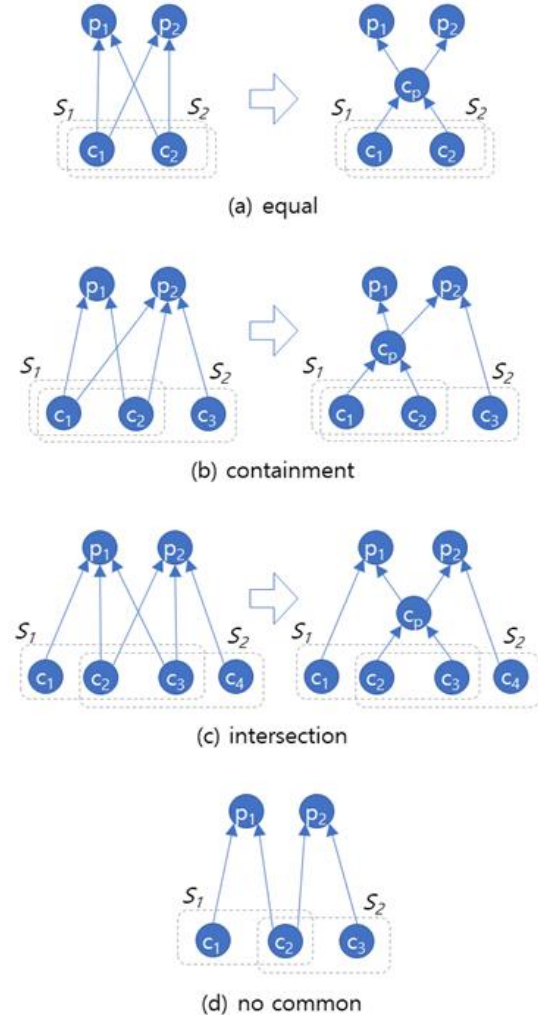 p₁ p₂ p₁ p₂
cₚ
S₁ S₂ S₁ S₂
c₁ c₂ c₁ c₂
(a) equal
p₁ p₂ p₁ p₂
cₚ
S₁ S₂ S₁ S₂
c₁ c₂ c₃ c₁ c₂ c₃
(b) containment
p₁ p₂ p₁ p₂
cₚ
S₁ S₂ S₁ S₂
c₁ c₂ c₃ c₄ c₁ c₂ c₃ c₄
(c) intersection
p₁ p₂
S₁ S₂
c₁ c₂ c₃
(d) no common